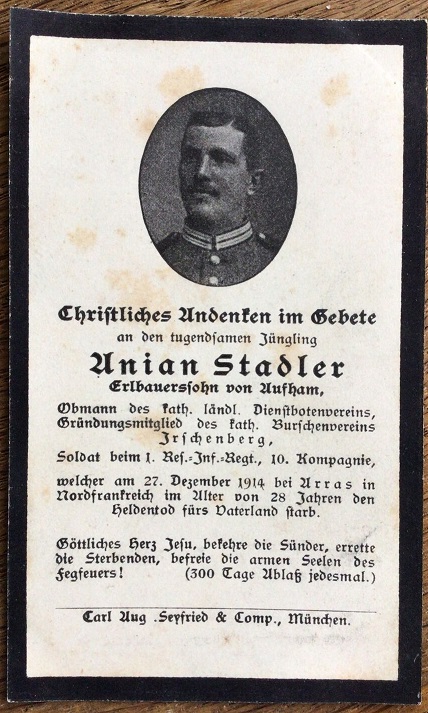 Christliches Andenken im Gebete
an den tugendsamen Jüngling
Anian Stadler
Erlbauerssohn von Aufham,
Obmann des kath. ländl. Dienstbotenvereins,
Gründungsmitglied des kath. Burschenvereins
Irschenberg,
Soldat beim 1. Res.-Inf.-Regt., 10. Kompagnie,
welcher am 27. Dezember 1914 bei Arras in
Nordfrankreich im Alter von 28 Jahren den
Heldentod fürs Vaterland starb.
Göttliches Herz Jesu, bekehre die Sünder, errette
die Sterbenden, befreie die armen Seelen des
Fegfeuers! (300 Tage Ablaß jedesmal.)
Carl Aug .Seyfried & Comp., München.